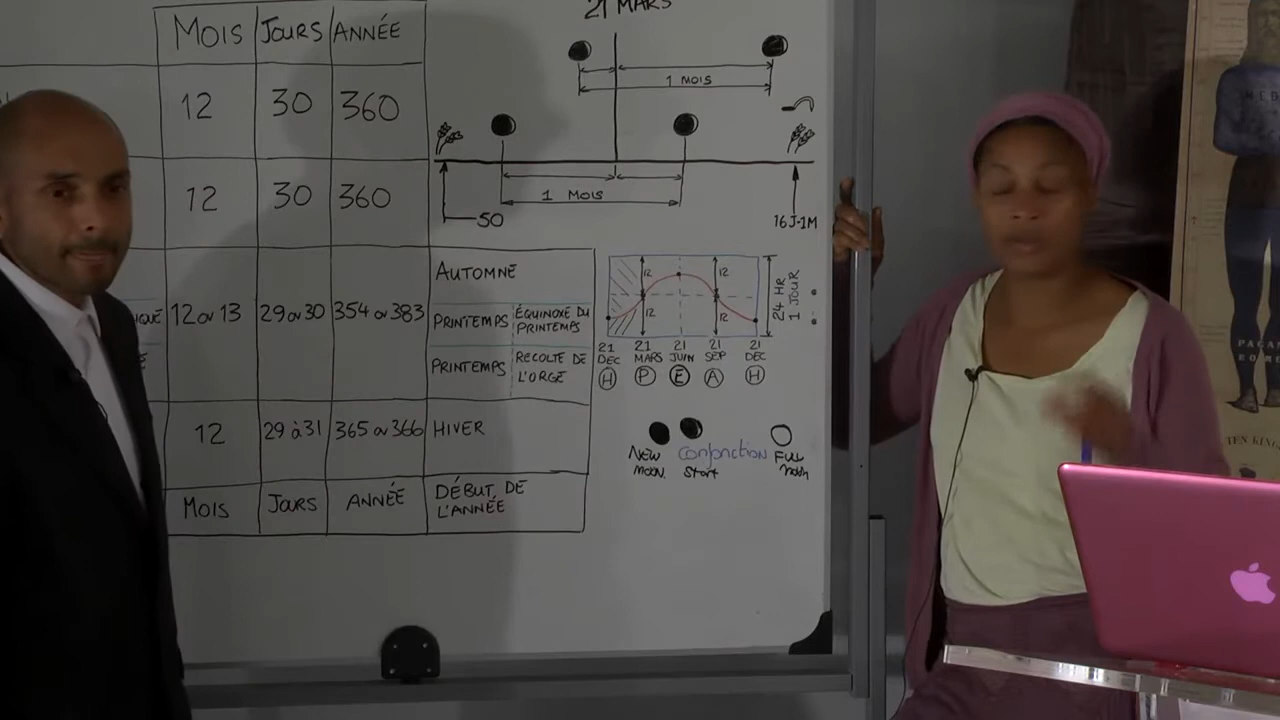 MOIS JOURS ANNÉE
12 30 360
12 30 360
12 ou 13 29 ou 30 354 ou 383
AUTOMNE
PRINTEMPS ÉQUINOXE DU PRINTEMPS
PRINTEMPS RECOLTE DE L'ORGE
12 29 à 31 365 ou 366 HIVER
MOIS JOURS ANNÉE DÉBUT DE L'ANNÉE
21 MARS
1 MOIS
1 MOIS
50
16J-1M
12 12
12 12
24 HR
1 JOUR
21 DEC
21 MARS
21 JUIN
21 SEP
21 DEC
H P E A H
NEW MOON
Conjonction
Start
FULL MOON
TEN KIN